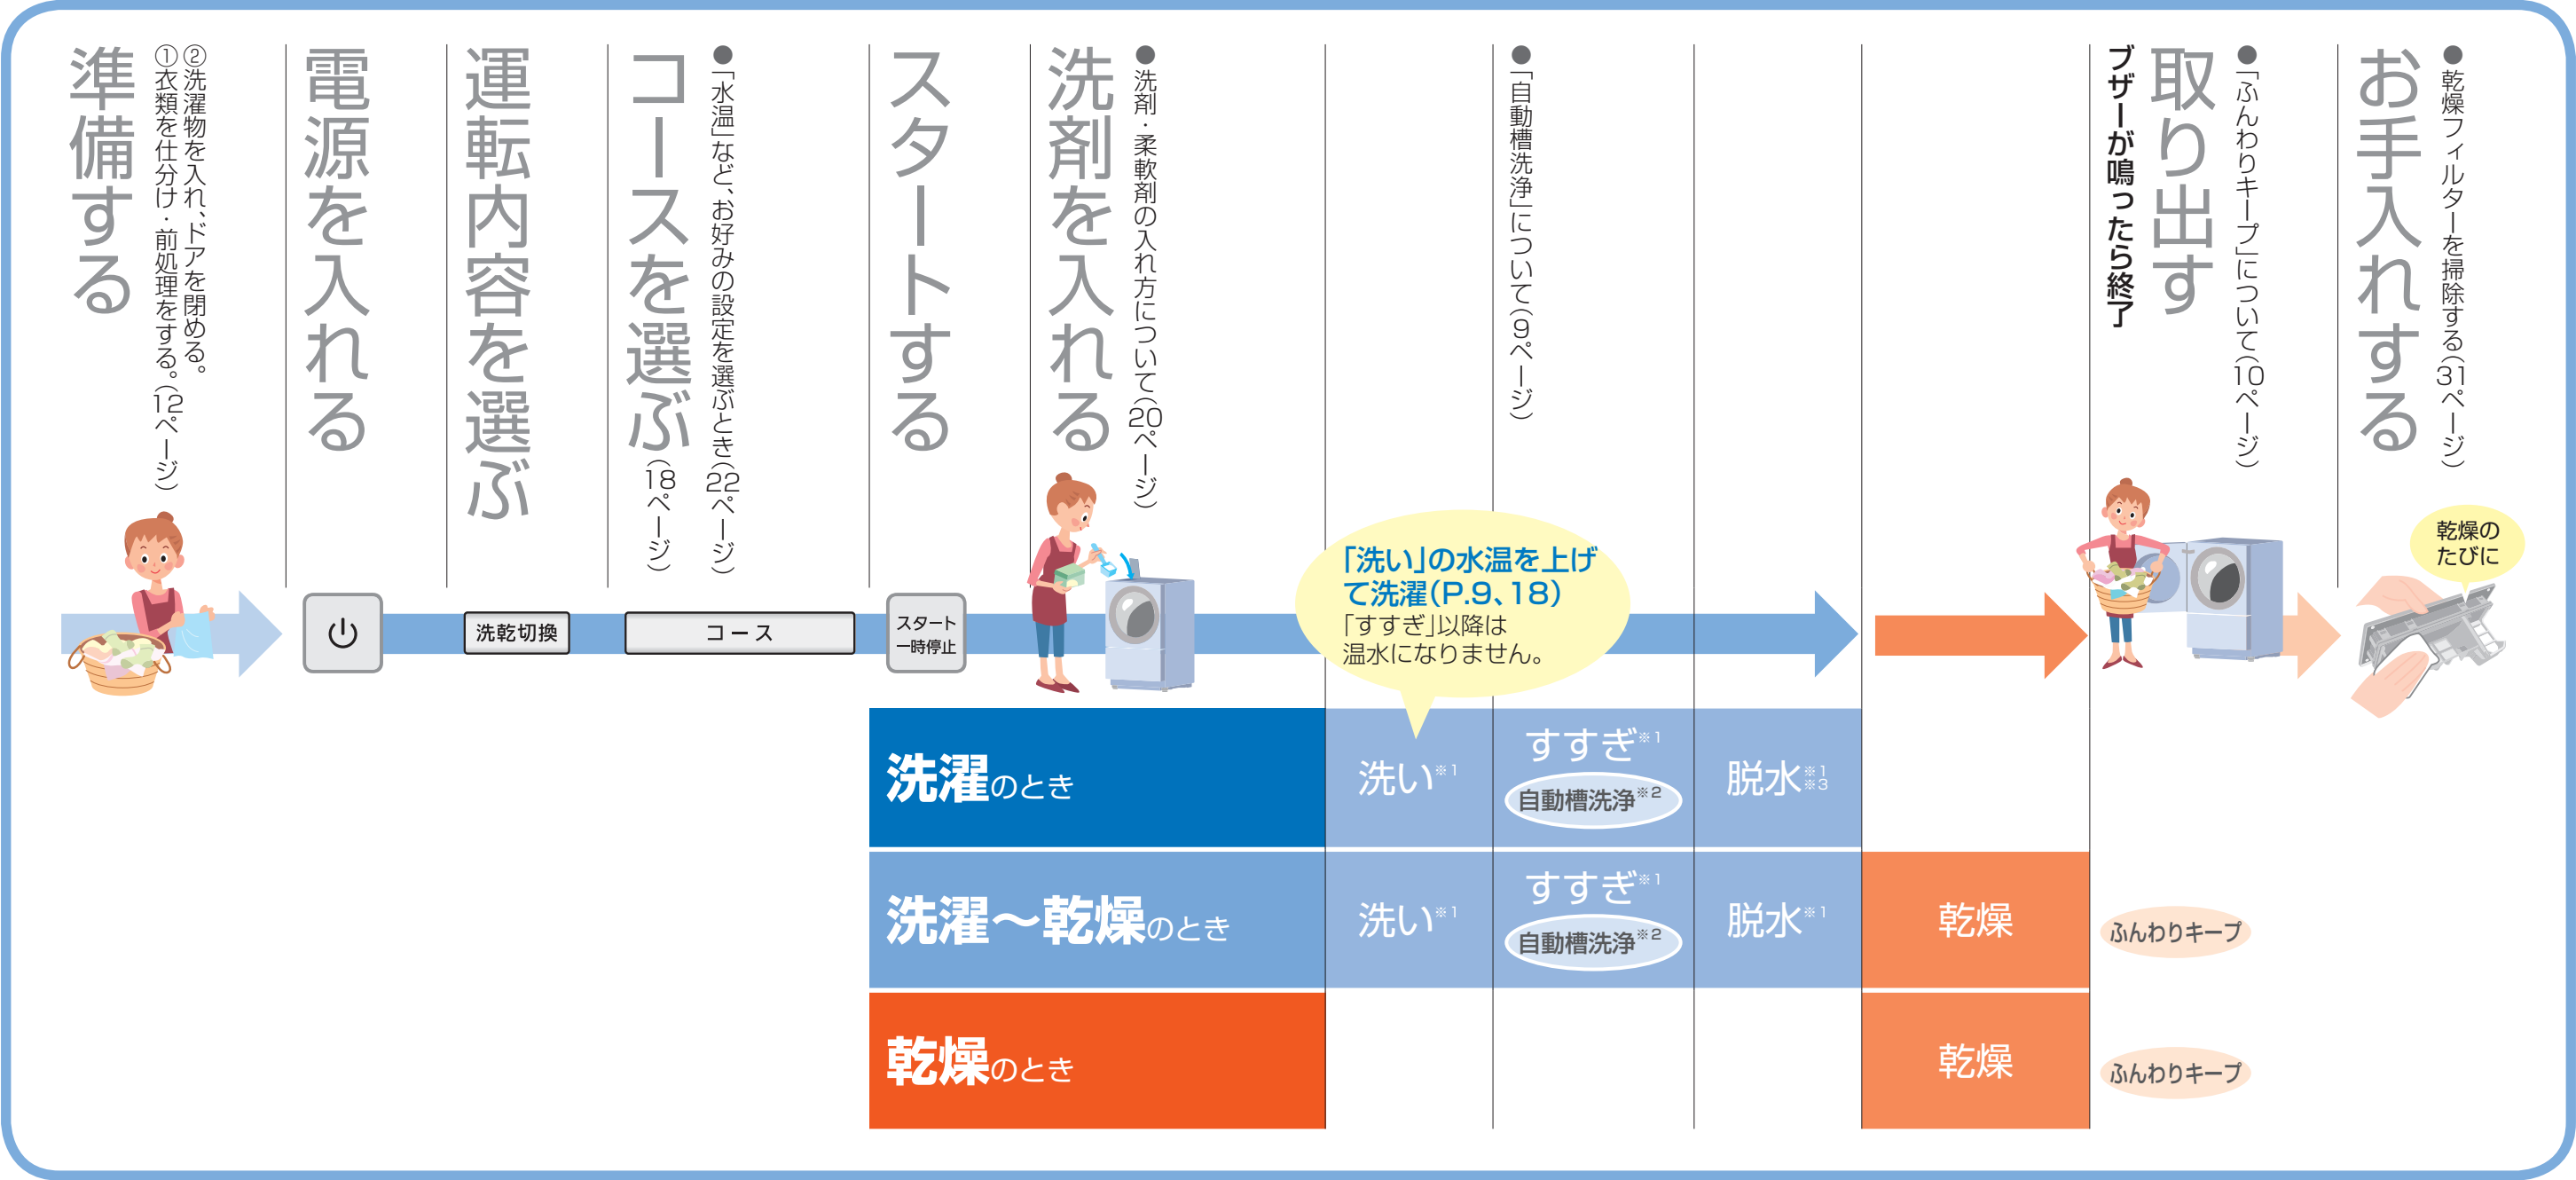 準備する
①衣類を仕分け・前処理をする。(12ページ)
②洗濯物を入れ、ドアを閉める。
電源を入れる
運転内容を選ぶ
コースを選ぶ(18ページ)
●「水温」など、お好みの設定を選ぶとき(22ページ)
スタートする
洗剤を入れる
●洗剤・柔軟剤の入れ方について(20ページ)
●「自動槽洗浄」について(9ページ)
ブザーが鳴ったら終了
取り出す
●「ふんわりキープ」について(10ページ)
お手入れする
●乾燥フィルターを掃除する(31ページ)
洗乾切換
コース
スタート
一時停止
「洗い」の水温を上げ
て洗濯(P.9、18)
「すすぎ」以降は
温水になりません。
乾燥の
たびに
洗濯のとき
洗い※1
すすぎ※1
自動槽洗浄※2
脱水※1
※3
洗濯〜乾燥のとき
洗い※1
すすぎ※1
自動槽洗浄※2
脱水※1
乾燥
ふんわりキープ
乾燥のとき
乾燥
ふんわりキープ